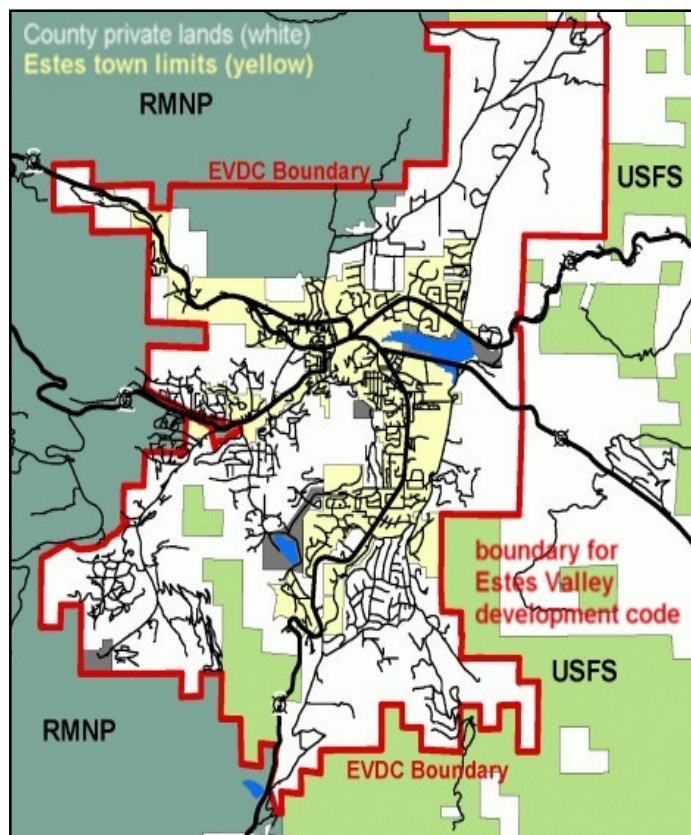 County private lands (white)
Estes town limits (yellow)
RMNP
EVDC Boundary
USFS
boundary for
Estes Valley
development code
USFS
RMNP
EVDC Boundary